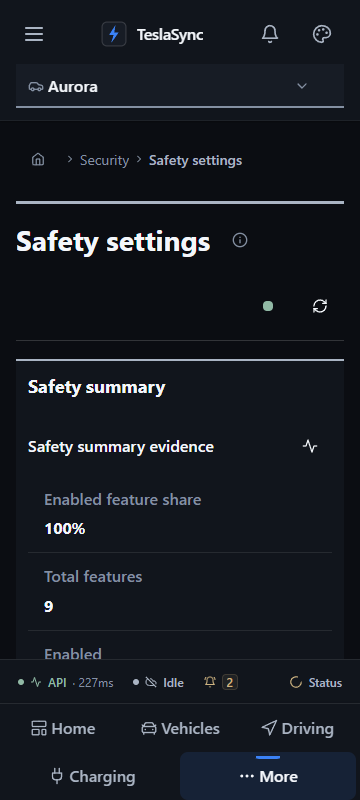 TeslaSync
Aurora
Security > Safety settings
Safety settings
Safety summary
Safety summary evidence
Enabled feature share
100%
Total features
9
Enabled
API · 227ms Idle 2 Status
Home Vehicles Driving
Charging More